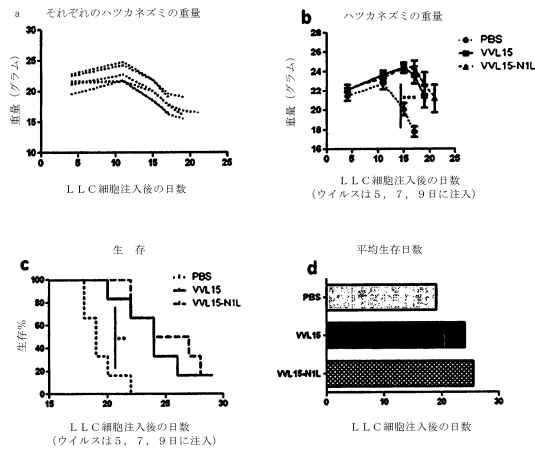 a それぞれのハツカネズミの重量
重量（グラム）
30
25
20
15
10
0 5 10 15 20 25
ＬＬＣ細胞注入後の日数
b ハツカネズミの重量
重量（グラム）
28
26
24
22
20
18
16
0 5 10 15 20 25
PBS
VVL15
VVL15-N1L
***
ＬＬＣ細胞注入後の日数
（ウイルスは５，７，９日に注入）
生 存
c
生存%
100
80
60
40
20
0
15 20 25 30
PBS
VVL15
VVL15-N1L
**
ＬＬＣ細胞注入後の日数
（ウイルスは５，７，９日に注入）
平均生存日数
d
PBS
VVL15
VVL15-N1L
0 10 20 30
ＬＬＣ細胞注入後の日数